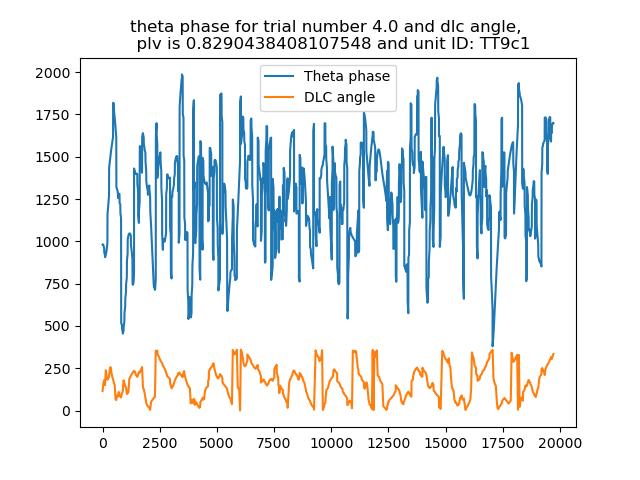 theta phase for trial number 4.0 and dlc angle,
plv is 0.8290438408107548 and unit ID: TT9c1
Theta phase
DLC angle
2000
1750
1500
1250
1000
750
500
250
0
0 2500 5000 7500 10000 12500 15000 17500 20000